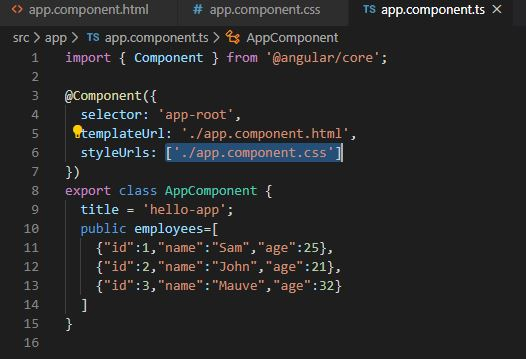 app.component.html # app.component.css TS app.component.ts ×
src > app > TS app.component.ts > AppComponent
1 import { Component } from '@angular/core';
2
3 @Component({
4 selector: 'app-root',
5 templateUrl: './app.component.html',
6 styleUrls: ['./app.component.css']
7 })
8 export class AppComponent {
9 title = 'hello-app';
10 public employees=[
11 {"id":1,"name":"Sam","age":25},
12 {"id":2,"name":"John","age":21},
13 {"id":3,"name":"Mauve","age":32}
14 ]
15 }
16